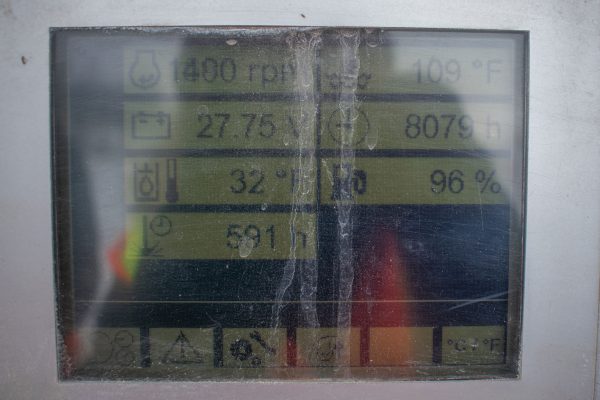 1400 rpm 109 °F
27.75 V 8079 h
32 °F 96 %
591 h
°C / °F